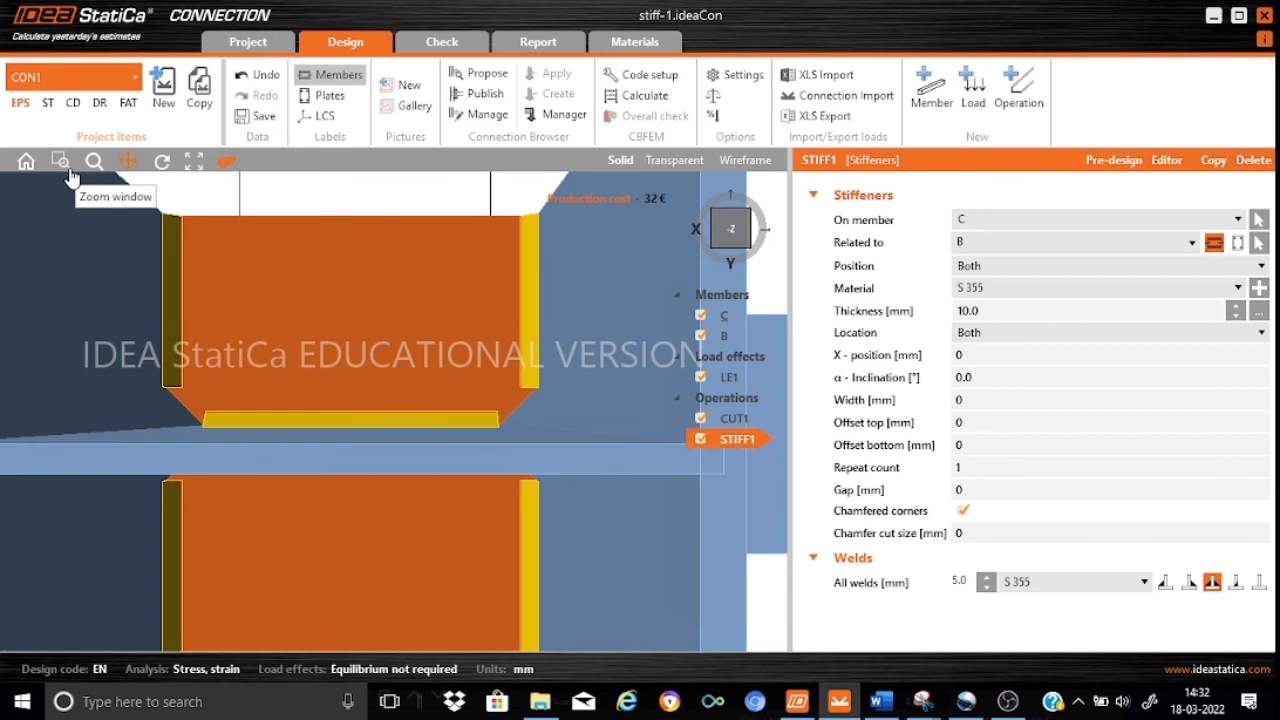 IDEA StatiCa® CONNECTION
Calculate yesterday's estimates
stiff-1.ideaCon
Project Design Check Report Materials
CON1
EPS ST CD DR FAT
New Copy
Project items
Undo
Redo
Save
Data
Members
Plates
LCS
Labels
New
Gallery
Pictures
Propose Apply
Publish Create
Manage Manager
Connection Browser
Code setup
Calculate
Overall check
CBFEM
Settings
Options
XLS Import
Connection Import
XLS Export
Import/Export loads
Member Load Operation
New
Solid Transparent Wireframe
Zoom window
Production cost - 32 €
X
-Z
Y
Members
C
B
Load effects
LE1
Operations
CUT1
STIFF1
IDEA StatiCa EDUCATIONAL VERSION
STIFF1 [Stiffeners] Pre-design Editor Copy Delete
Stiffeners
On member C
Related to B
Position Both
Material S 355
Thickness [mm] 10.0
Location Both
X - position [mm] 0
α - Inclination [°] 0.0
Width [mm] 0
Offset top [mm] 0
Offset bottom [mm] 0
Repeat count 1
Gap [mm] 0
Chamfered corners
Chamfer cut size [mm] 0
Welds
All welds [mm] 5.0 S 355
Design code: EN Analysis: Stress, strain Load effects: Equilibrium not required Units: mm
www.ideastatica.com
Type here to search
14:32
18-03-2022